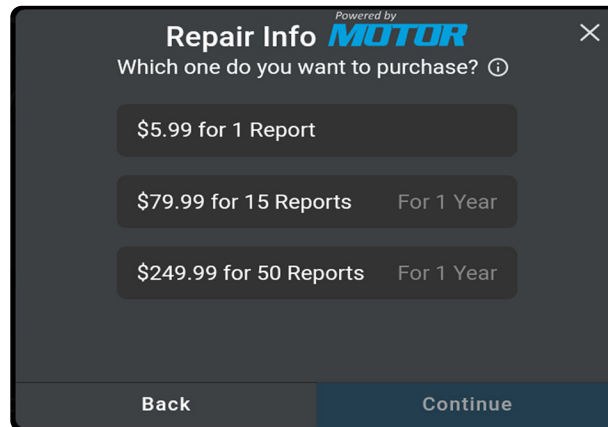 Powered by
Repair Info MOTOR
Which one do you want to purchase?
$5.99 for 1 Report
$79.99 for 15 Reports For 1 Year
$249.99 for 50 Reports For 1 Year
Back Continue